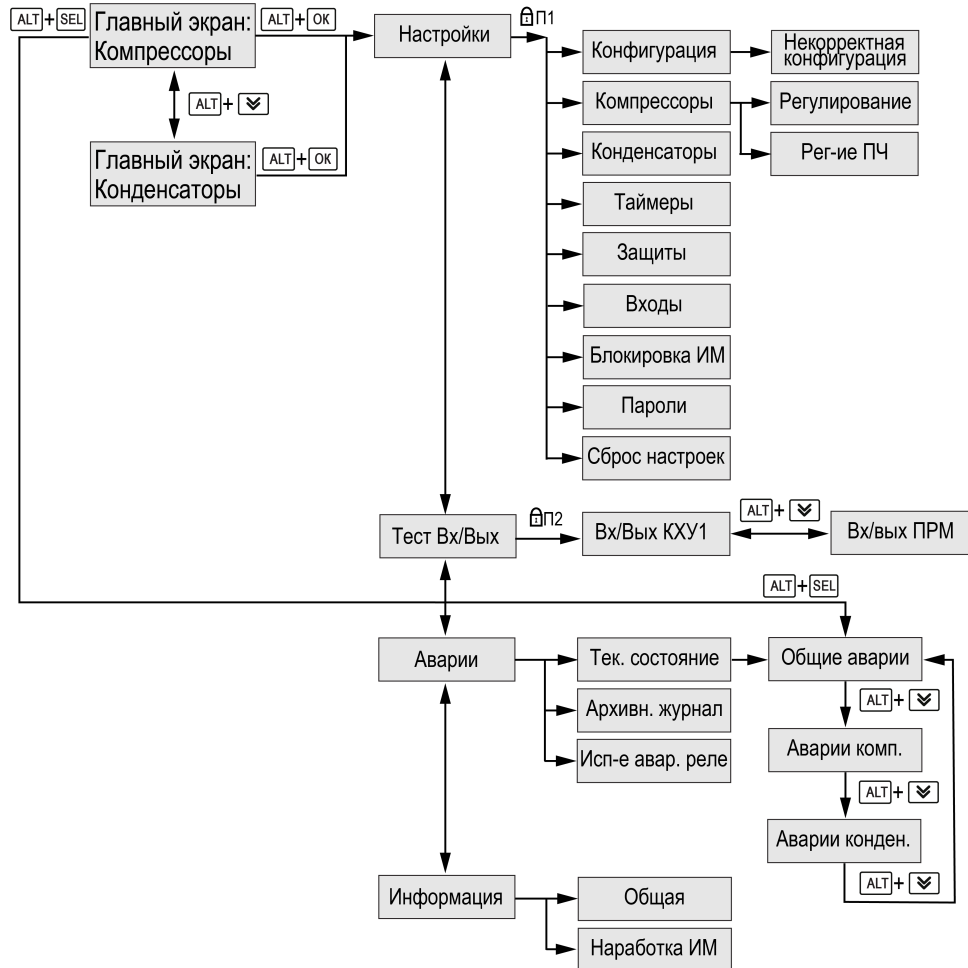 ALT+SEL
Главный экран:
Компрессоры
ALT+OK
Настройки
П1
Конфигурация
Некорректная
конфигурация
ALT+
Компрессоры
Регулирование
Главный экран:
Конденсаторы
ALT+OK
Конденсаторы
Рег-ие ПЧ
Таймеры
Защиты
Входы
Блокировка ИМ
Пароли
Сброс настроек
Тест Вх/Вых
П2
Вх/Вых КХУ1
ALT+
Вх/вых ПРМ
ALT+SEL
Аварии
Тек. состояние
Общие аварии
ALT+
Архивн. журнал
Исп-е авар. реле
Аварии комп.
ALT+
Аварии конден.
ALT+
Информация
Общая
Наработка ИМ